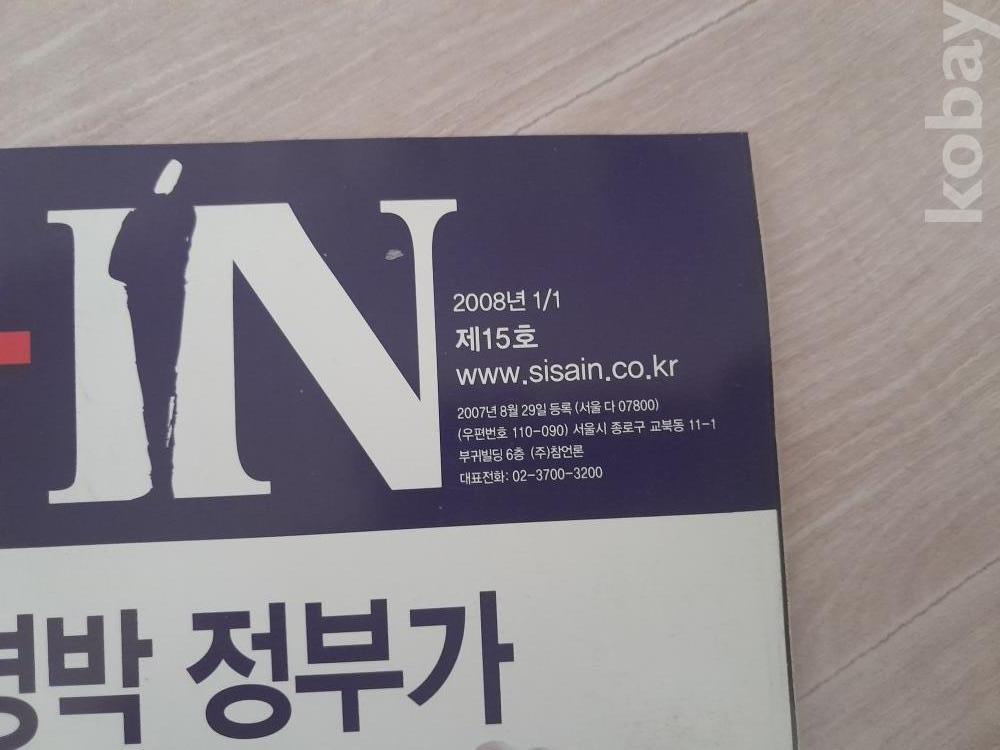 IN
2008년 1/1
제15호
www.sisain.co.kr
2007년 8월 29일 등록 (서울 다 07800)
(우편번호 110-090) 서울시 종로구 교북동 11-1
부귀빌딩 6층 (주)참언론
대표전화: 02-3700-3200
명박 정부가
kobay